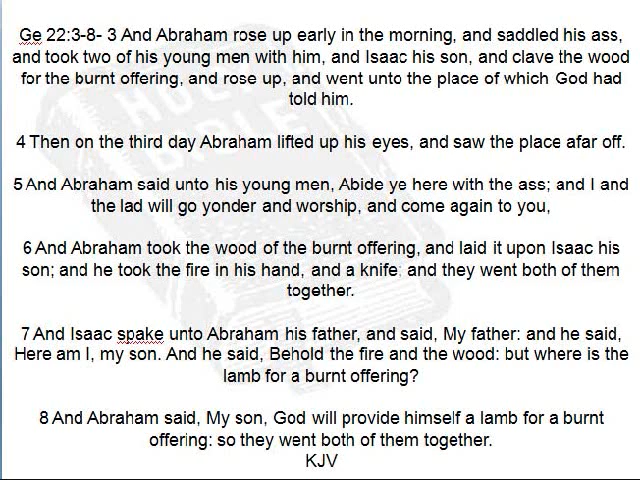 Ge 22:3-8- 3 And Abraham rose up early in the morning, and saddled his ass,
and took two of his young men with him, and Isaac his son, and clave the wood
for the burnt offering, and rose up, and went unto the place of which God had
told him.
4 Then on the third day Abraham lifted up his eyes, and saw the place afar off.
5 And Abraham said unto his young men, Abide ye here with the ass; and I and
the lad will go yonder and worship, and come again to you,
6 And Abraham took the wood of the burnt offering, and laid it upon Isaac his
son; and he took the fire in his hand, and a knife; and they went both of them
together.
7 And Isaac spake unto Abraham his father, and said, My father: and he said,
Here am I, my son. And he said, Behold the fire and the wood: but where is the
lamb for a burnt offering?
8 And Abraham said, My son, God will provide himself a lamb for a burnt
offering: so they went both of them together.
KJV
HOLY
BIBLE